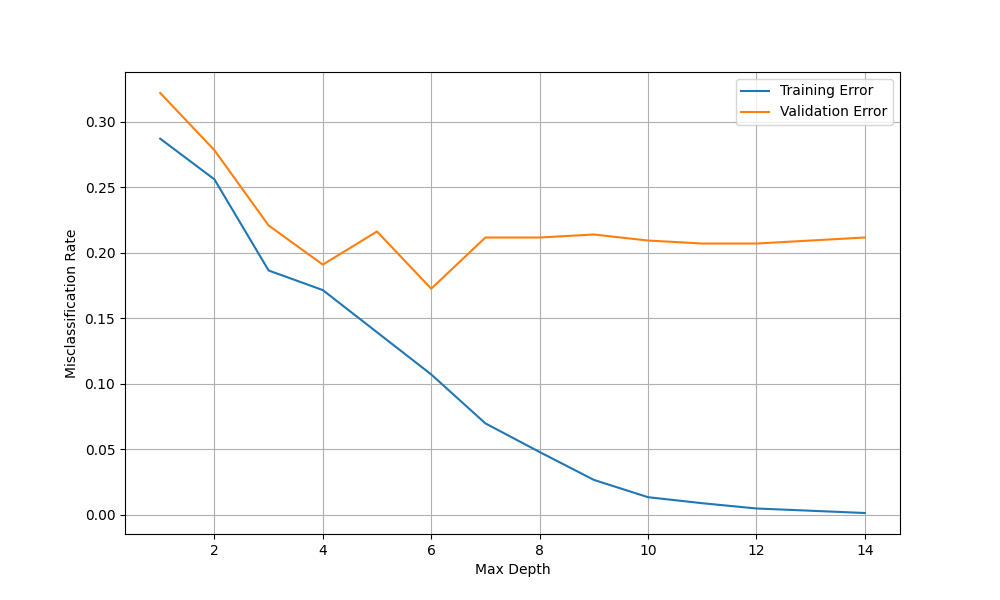 Training Error
Validation Error
0.30
0.25
0.20
0.15
0.10
0.05
0.00
Misclassification Rate
2 4 6 8 10 12 14
Max Depth